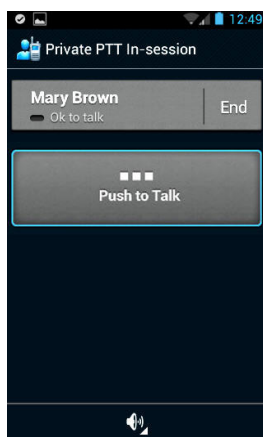 12:49
Private PTT In-session
Mary Brown
Ok to talk
End
Push to Talk